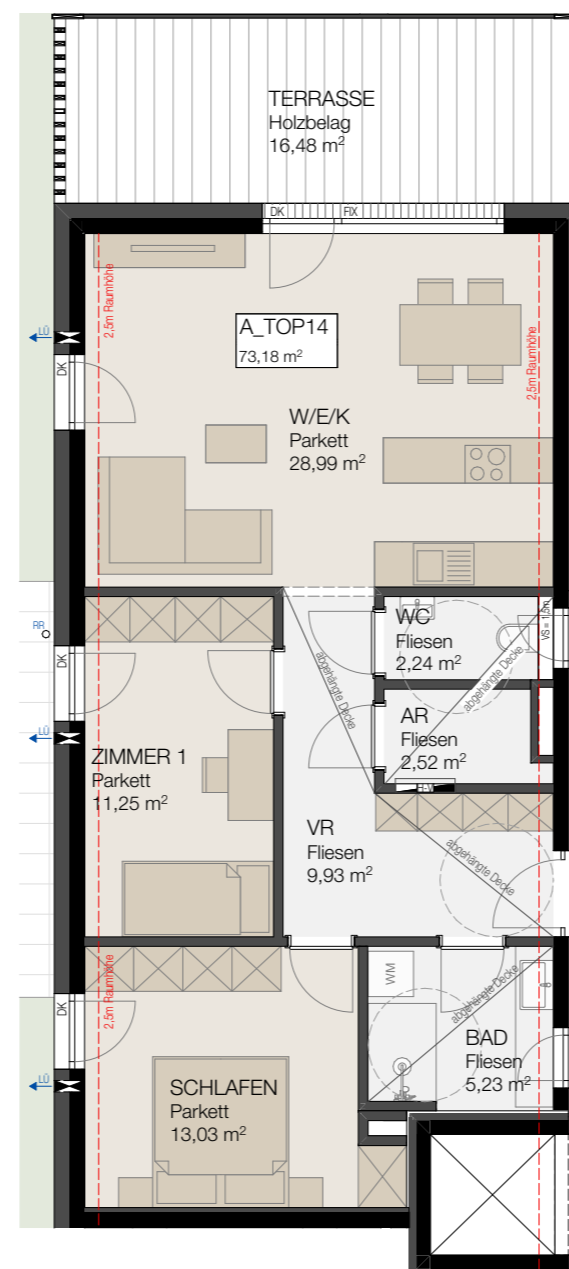 TERRASSE
Holzbelag
16,48 m²
DK
FIX
2,5m Raumhöhe
A_TOP14
73,18 m²
2,5m Raumhöhe
LÜ
DK
W/E/K
Parkett
28,99 m²
RR
DK
WC
Fliesen
2,24 m²
VS = 1,5m
abgehängte Decke
abgehängte Decke
LÜ
ZIMMER 1
Parkett
11,25 m²
AR
Fliesen
2,52 m²
VR
Fliesen
9,93 m²
abgehängte Decke
2,5m Raumhöhe
DK
WM
abgehängte Decke
BAD
Fliesen
5,23 m²
LÜ
SCHLAFEN
Parkett
13,03 m²